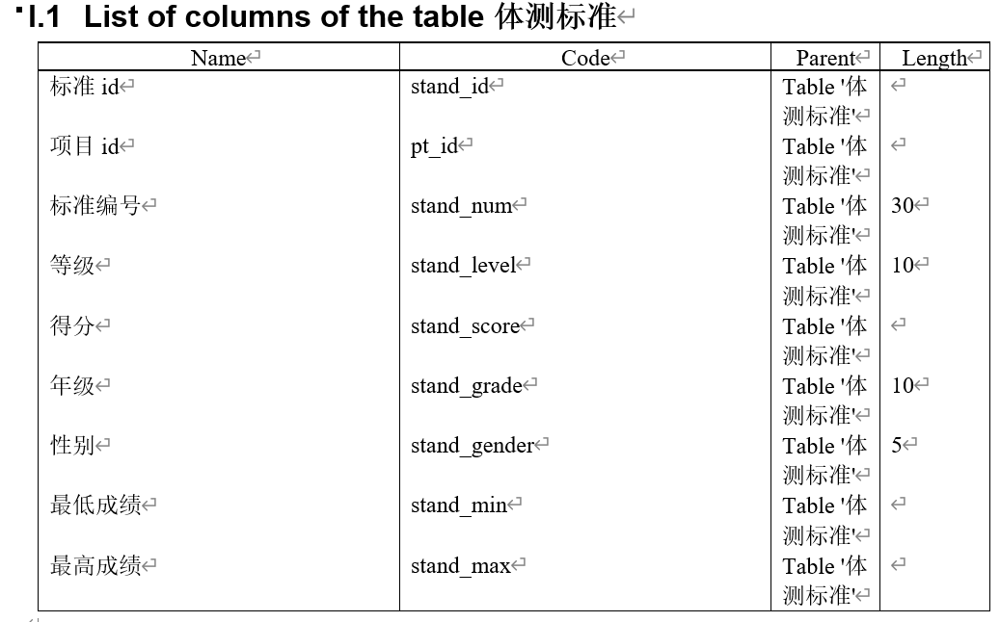 I.1 List of columns of the table 体测标准
Name Code Parent Length
标准 id stand_id Table '体
测标准'
项目 id pt_id Table '体
测标准'
标准编号 stand_num Table '体 30
测标准'
等级 stand_level Table '体 10
测标准'
得分 stand_score Table '体
测标准'
年级 stand_grade Table '体 10
测标准'
性别 stand_gender Table '体 5
测标准'
最低成绩 stand_min Table '体
测标准'
最高成绩 stand_max Table '体
测标准'